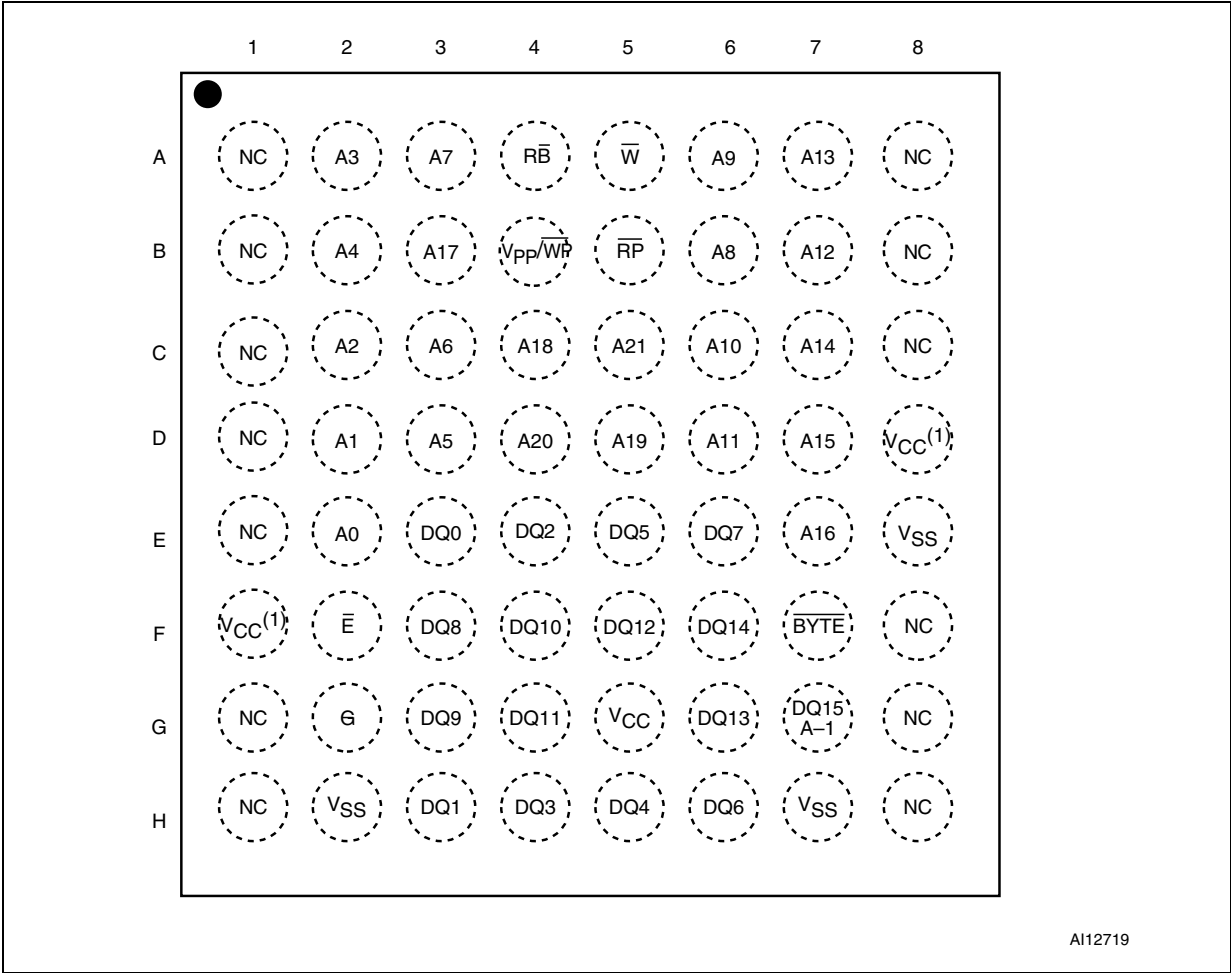 1 2 3 4 5 6 7 8
A NC A3 A7 RB̅ W̅ A9 A13 NC
B NC A4 A17 VPP/W̅P̅ R̅P̅ A8 A12 NC
C NC A2 A6 A18 A21 A10 A14 NC
D NC A1 A5 A20 A19 A11 A15 VCC(1)
E NC A0 DQ0 DQ2 DQ5 DQ7 A16 VSS
F VCC(1) E̅ DQ8 DQ10 DQ12 DQ14 B̅Y̅T̅E̅ NC
G NC G̅ DQ9 DQ11 VCC DQ13 DQ15 A–1 NC
H NC VSS DQ1 DQ3 DQ4 DQ6 VSS NC
AI12719